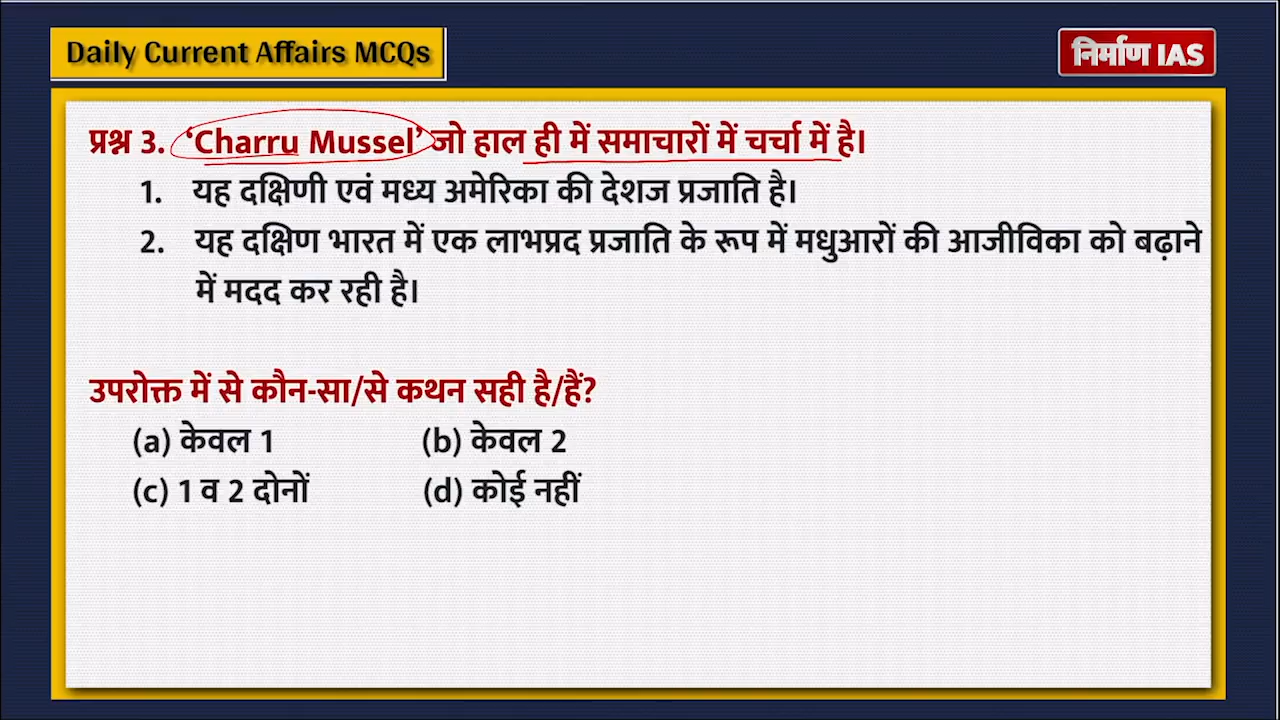 Daily Current Affairs MCQs
निर्माण IAS
प्रश्न 3. ‘Charru Mussel’ जो हाल ही में समाचारों में चर्चा में है।
1. यह दक्षिणी एवं मध्य अमेरिका की देशज प्रजाति है।
2. यह दक्षिण भारत में एक लाभप्रद प्रजाति के रूप में मधुआरों की आजीविका को बढ़ाने
में मदद कर रही है।
उपरोक्त में से कौन-सा/से कथन सही है/हैं?
(a) केवल 1 (b) केवल 2
(c) 1 व 2 दोनों (d) कोई नहीं